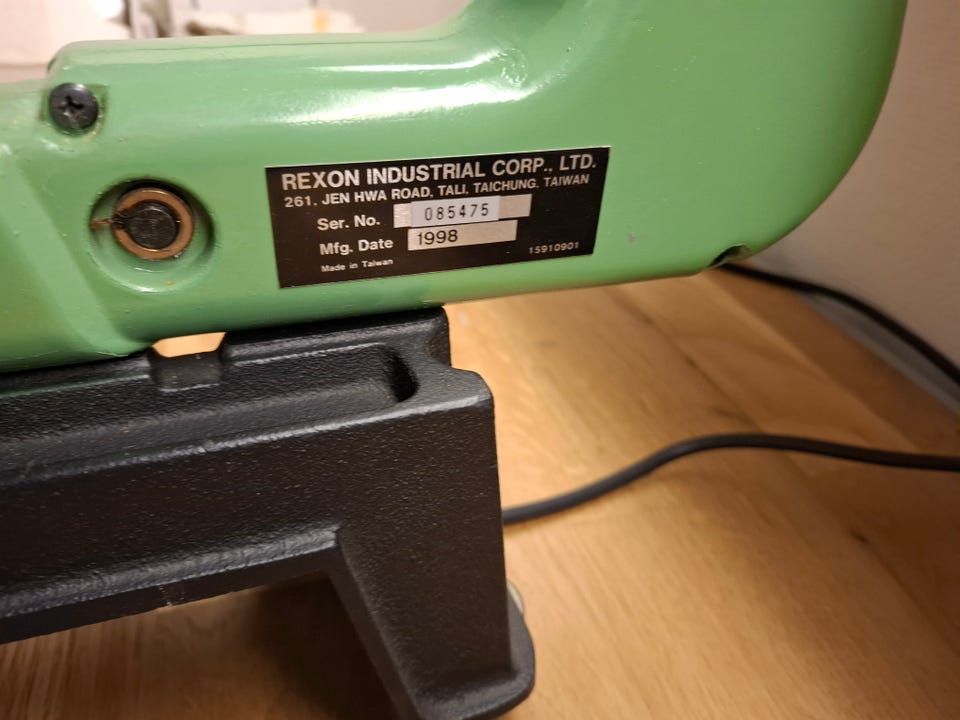 REXON INDUSTRIAL CORP., LTD.
261, JEN HWA ROAD, TALI, TAICHUNG, TAIWAN
Ser. No. 085475
Mfg. Date 1998
Made in Taiwan 15910901